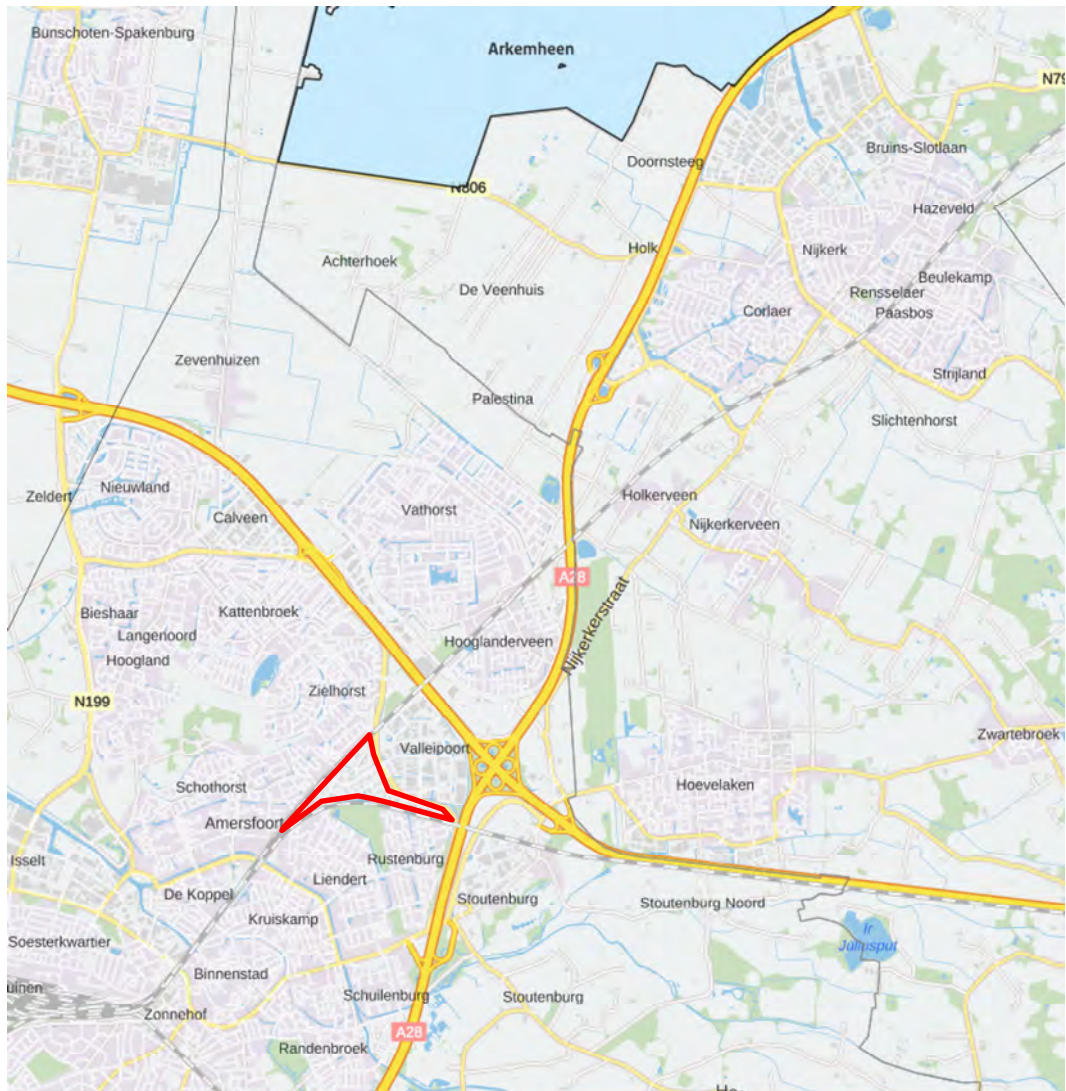 Bunschoten-Spakenburg
Arkemheen
N79
Doornsteeg
Bruins-Slotlaan
N806
Hazeveld
Achterhoek
Holk
Nijkerk
De Veenhuis
Beulekamp
Rensselaer
Corlaer
Paasbos
Zevenhuizen
Strijland
Palestina
Slichtenhorst
Nieuwland
Zeldert
Vathorst
Holkerveen
Calveen
Nijkerkerveen
A28
Bieshaar
Kattenbroek
Langenoord
Hooglanderveen
Nijkerkerstraat
Hoogland
Zielhorst
N199
Zwartebroek
Valleipoort
Schothorst
Hoevelaken
Amersfoort
Isselt
Rustenburg
Liendert
De Koppel
Stoutenburg
Stoutenburg Noord
Kruiskamp
Soesterkwartier
Ir
Juliusput
Binnenstad
uinen
Schuilenburg
Stoutenburg
Zonnehof
A28
Randenbroek